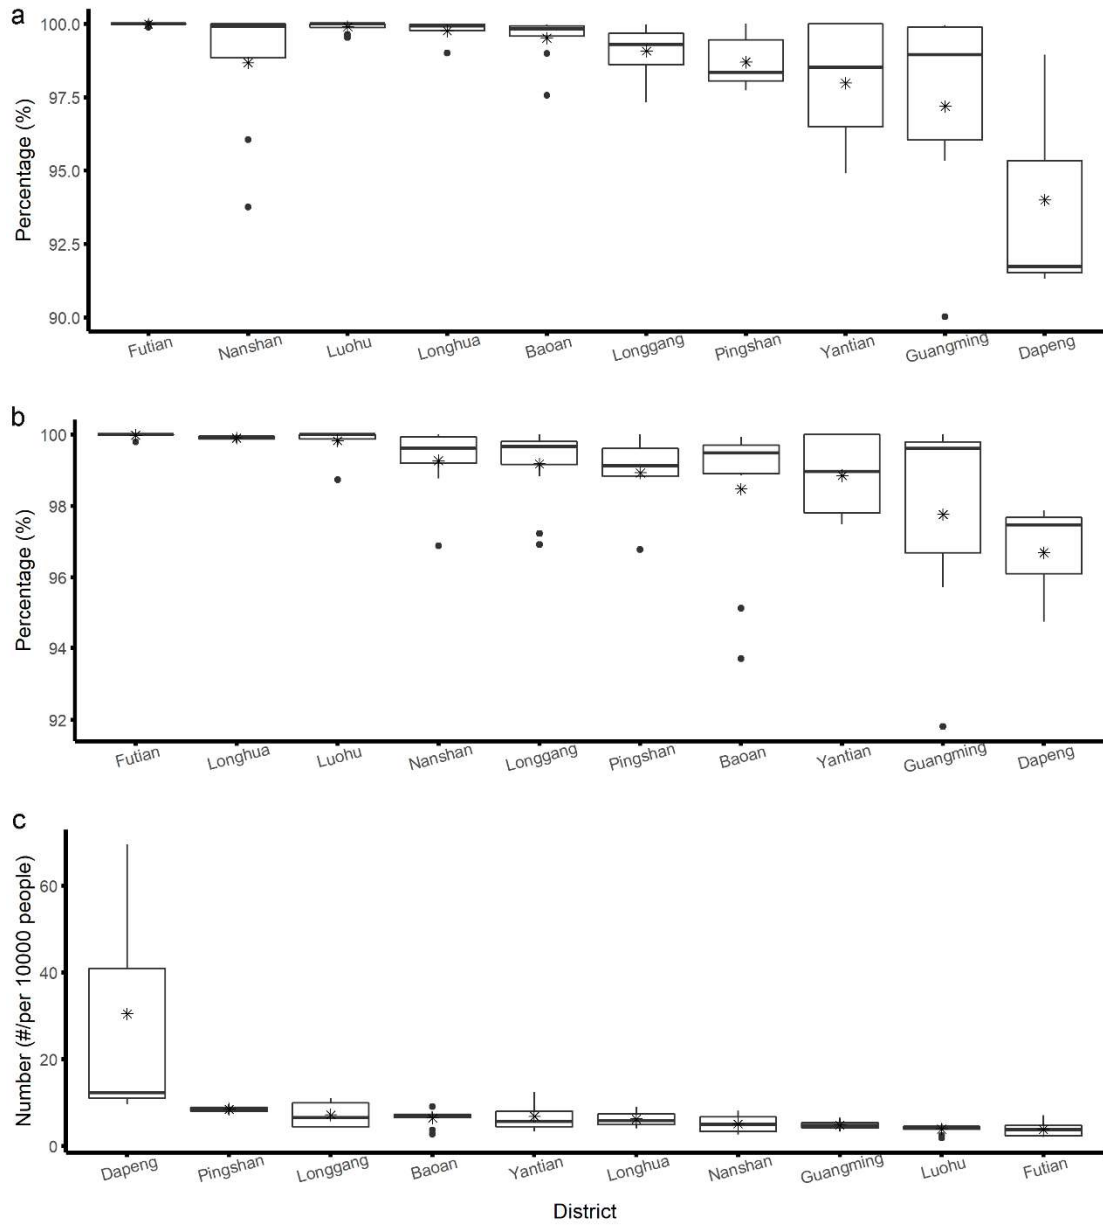 a
Percentage (%)
100.0
97.5
95.0
92.5
90.0
Futian Nanshan Luohu Longhua Baoan Longgang Pingshan Yantian Guangming Dapeng
b
Percentage (%)
100
98
96
94
92
Futian Longhua Luohu Nanshan Longgang Pingshan Baoan Yantian Guangming Dapeng
c
Number (#/per 10000 people)
60
40
20
0
Dapeng Pingshan Longgang Baoan Yantian Longhua Nanshan Guangming Luohu Futian
District